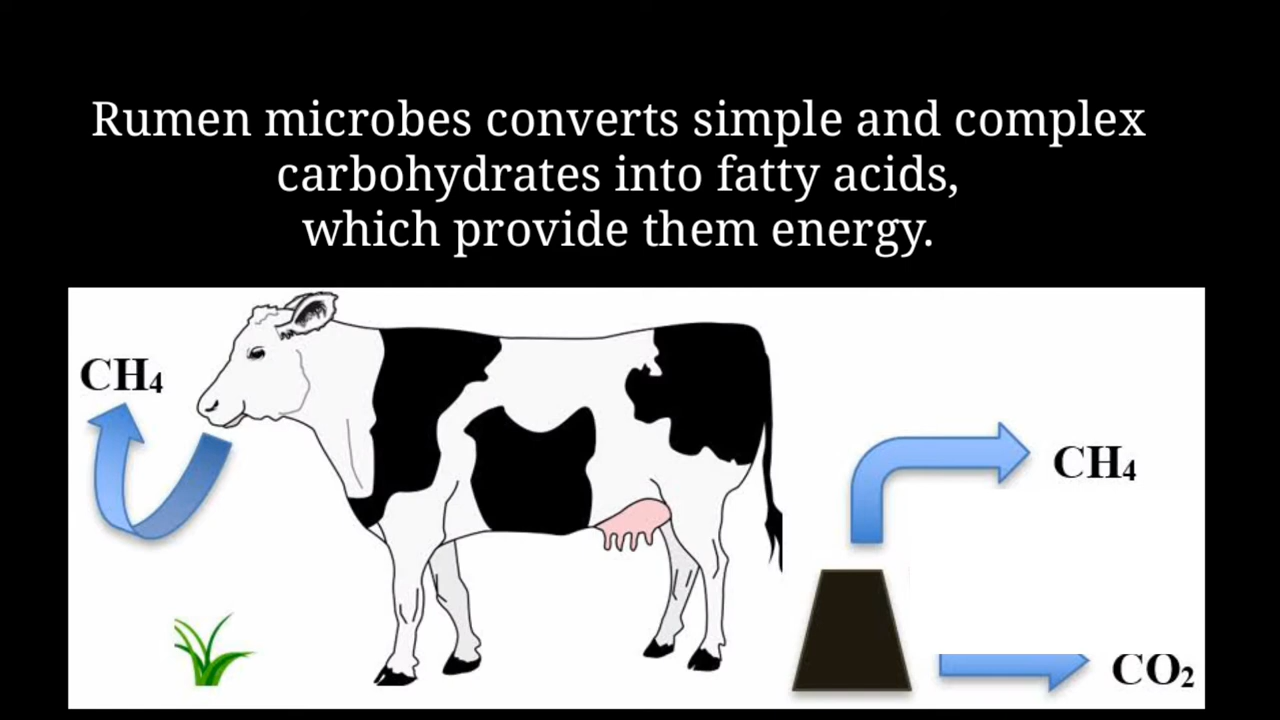 Rumen microbes converts simple and complex
carbohydrates into fatty acids,
which provide them energy.
CH₄
CH₄
CO₂